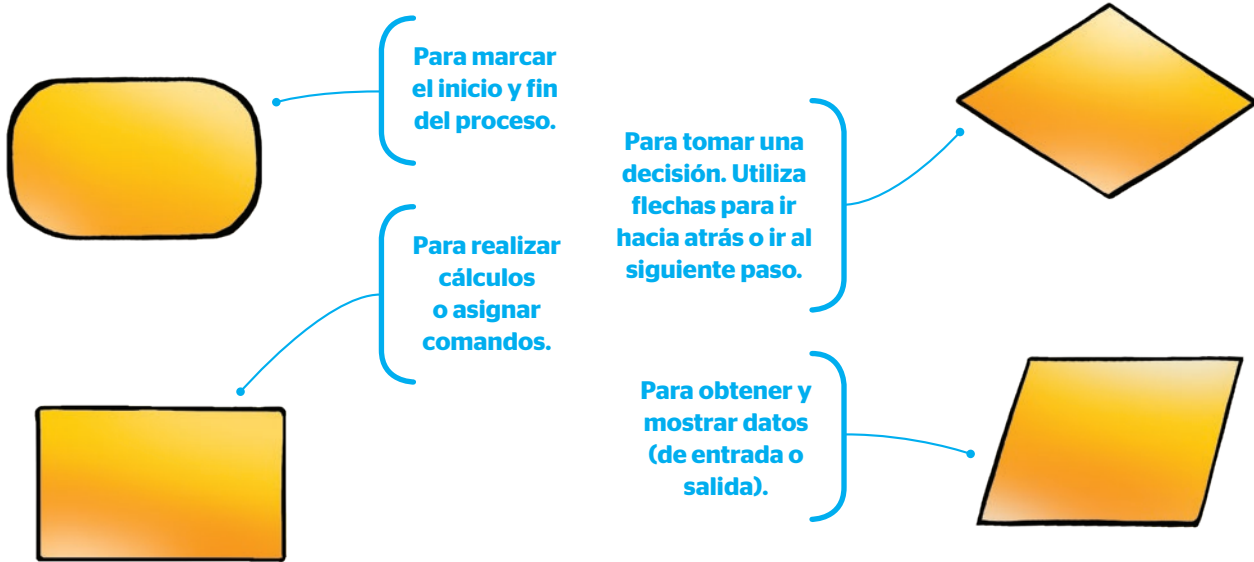 Para marcar
el inicio y fin
del proceso.
Para realizar
cálculos
o asignar
comandos.
Para tomar una
decisión. Utiliza
flechas para ir
hacia atrás o ir al
siguiente paso.
Para obtener y
mostrar datos
(de entrada o
salida).